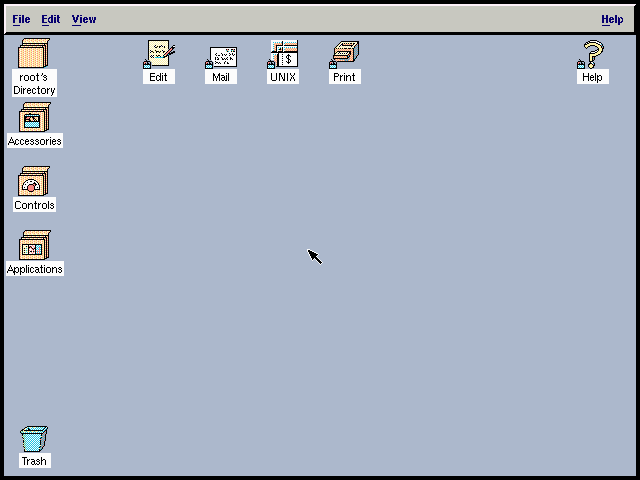 File Edit View Help
root's
Directory
Edit
Mail
UNIX
$
Print
Help
Accessories
Controls
Applications
Trash